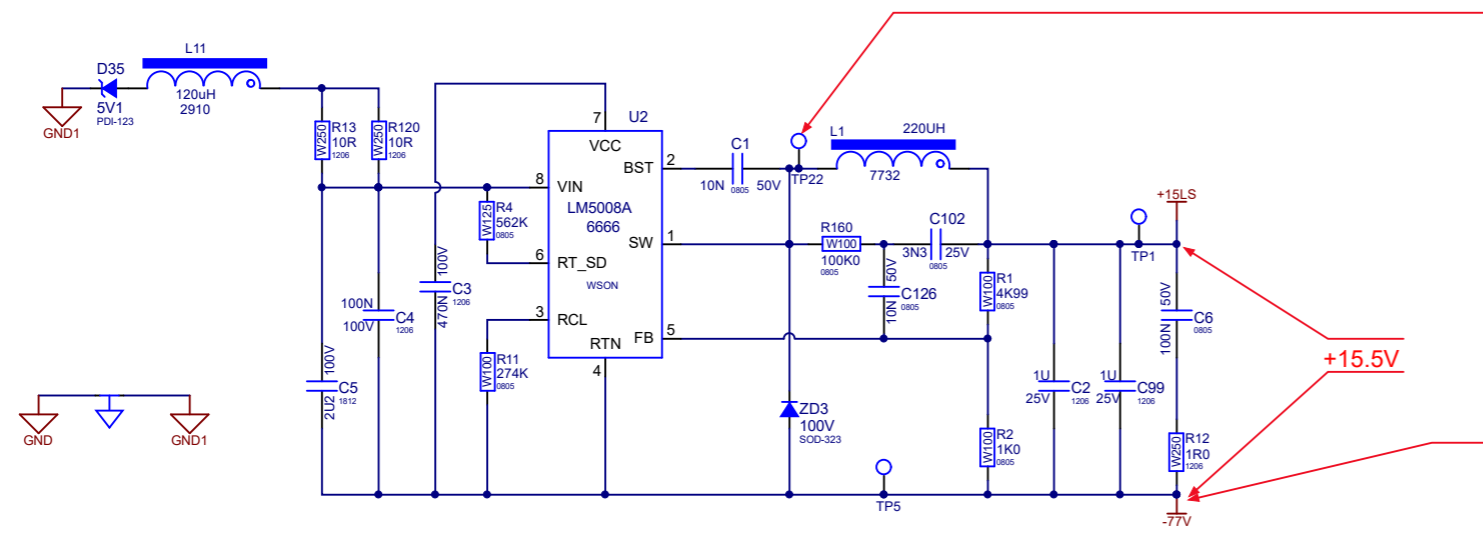 L11
D35
5V1
PDI-123
120uH
2910
GND1
R13
10R
1206
W250
R120
10R
1206
W250
7
U2
VCC
BST
2
8
VIN
LM5008A
6666
SW
1
6
RT_SD
WSON
3
RCL
FB
5
RTN
4
R4
562K
0805
W125
100V
C3
1206
470N
100N
100V
C4
1206
R11
274K
0805
W100
100V
C5
1812
2U2
GND
GND1
C1
10N
0805
50V
TP22
L1
220UH
7732
R160
W100
100K0
0805
C102
3N3
25V
0805
50V
C126
0805
10N
R1
4K99
0805
W100
ZD3
100V
SOD-323
R2
1K0
0805
W100
TP5
1U
25V
C2
1206
1U
25V
C99
1206
TP1
+15LS
50V
C6
0805
100N
R12
1R0
1206
W250
-77V
+15.5V